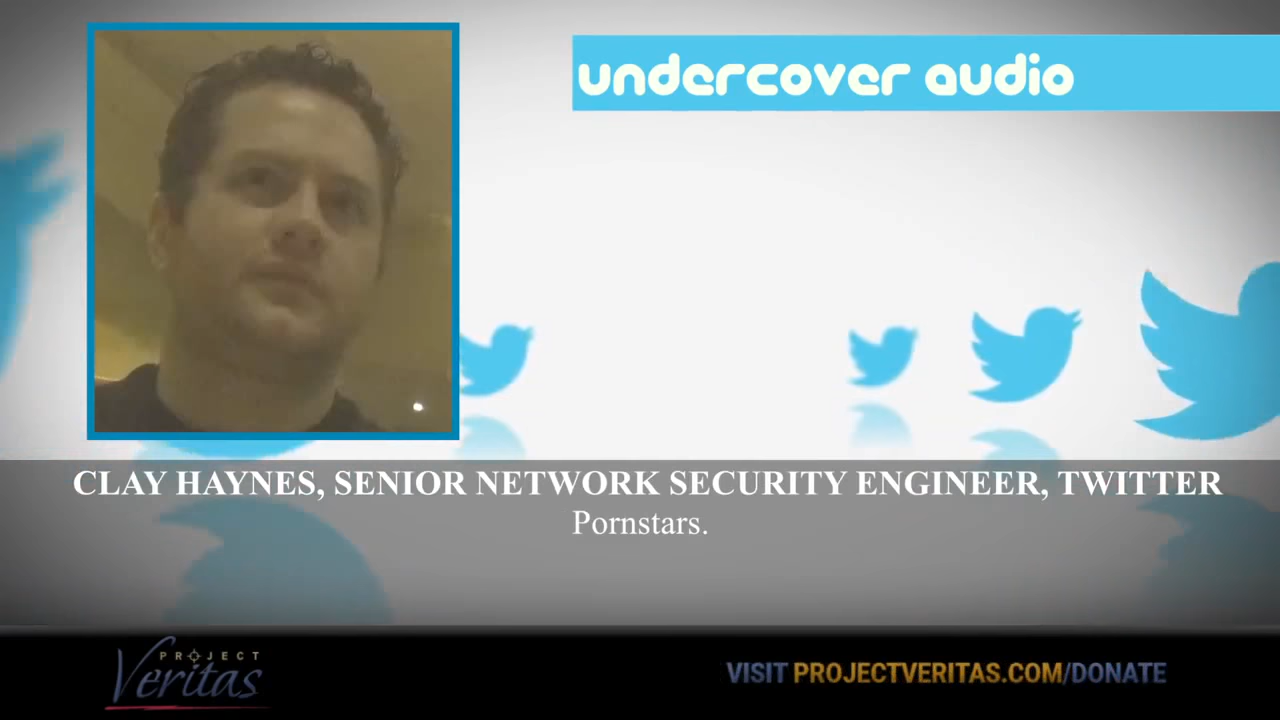 undercover audio
CLAY HAYNES, SENIOR NETWORK SECURITY ENGINEER, TWITTER
Pornstars.
PROJECT
Veritas
VISIT PROJECTVERITAS.COM/DONATE